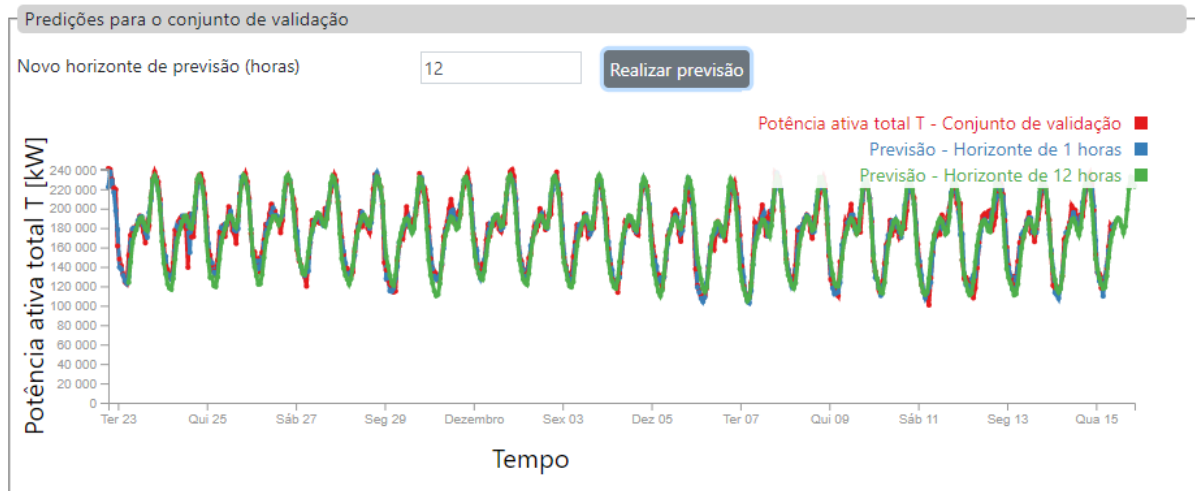 Predições para o conjunto de validação
Novo horizonte de previsão (horas)
12
Realizar previsão
Potência ativa total T - Conjunto de validação
Previsão - Horizonte de 1 horas
Previsão - Horizonte de 12 horas
Potência ativa total T [kW]
240 000
220 000
200 000
180 000
160 000
140 000
120 000
100 000
80 000
60 000
40 000
20 000
0
Ter 23 Qui 25 Sáb 27 Seg 29 Dezembro Sex 03 Dez 05 Ter 07 Qui 09 Sáb 11 Seg 13 Qua 15
Tempo